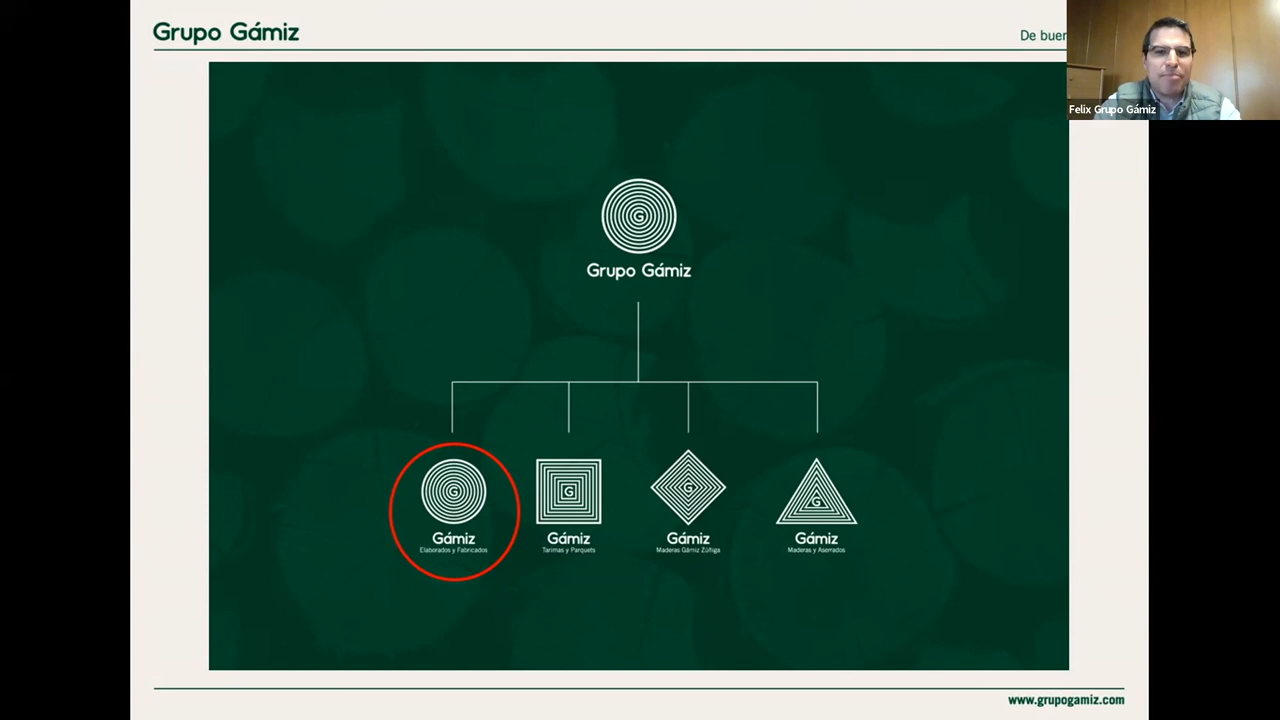 Grupo Gámiz
De buen
Felix Grupo Gámiz
G
Grupo Gámiz
G
Gámiz
Elaborados y Fabricados
G
Gámiz
Tarimas y Parquets
G
Gámiz
Maderas Gámiz Zúñiga
G
Gámiz
Maderas y Aserrados
www.grupogamiz.com